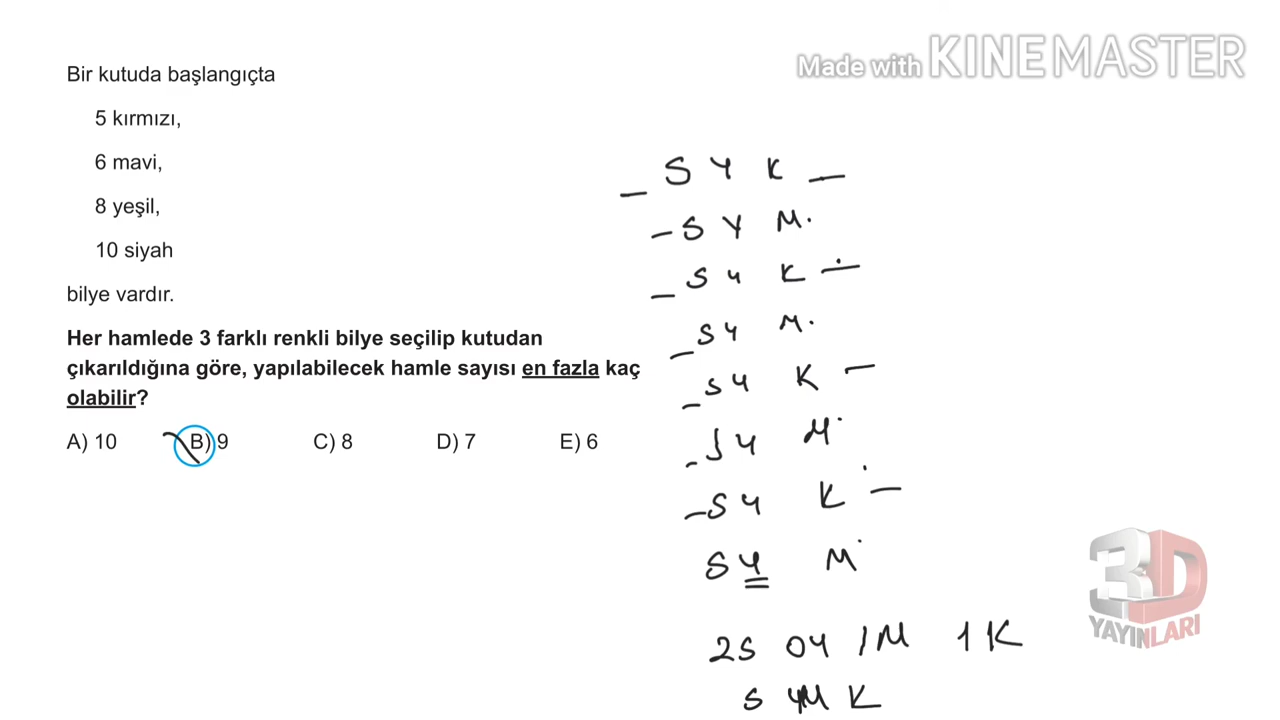 Made with KINEMASTER
Bir kutuda başlangıçta
5 kırmızı,
6 mavi,
8 yeşil,
10 siyah
bilye vardır.
Her hamlede 3 farklı renkli bilye seçilip kutudan
çıkarıldığına göre, yapılabilecek hamle sayısı en fazla kaç
olabilir?
A) 10 B) 9 C) 8 D) 7 E) 6
S Y K
S Y M
S Y K
S Y M
S Y K
S Y M
S Y K
S Y M
2S 0Y 1M 1K
S M K
3D
YAYINLARI